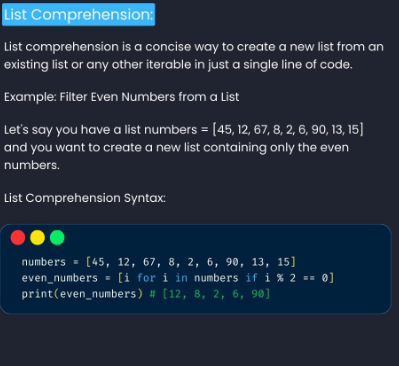 List Comprehension:
List comprehension is a concise way to create a new list from an
existing list or any other iterable in just a single line of code.
Example: Filter Even Numbers from a List
Let's say you have a list numbers = [45, 12, 67, 8, 2, 6, 90, 13, 15]
and you want to create a new list containing only the even
numbers.
List Comprehension Syntax:
numbers = [45, 12, 67, 8, 2, 6, 90, 13, 15]
even_numbers = [i for i in numbers if i % 2 == 0]
print(even_numbers) # [12, 8, 2, 6, 90]